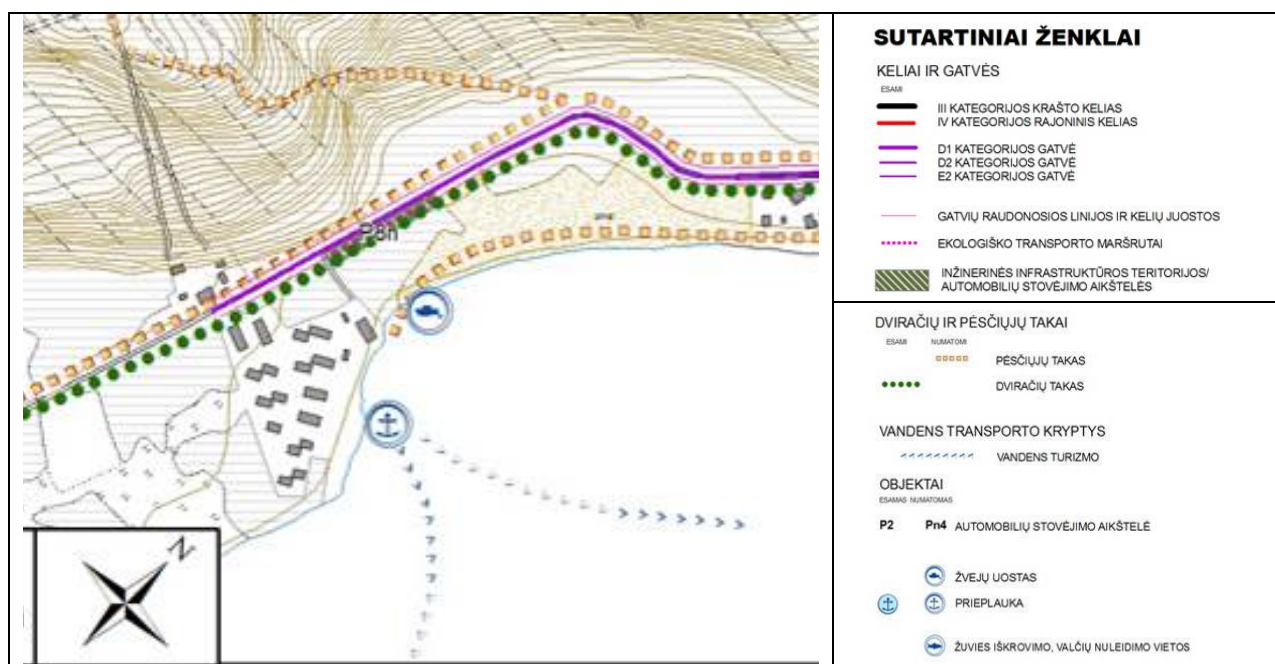 P8n
N
SUTARTINIAI ŽENKLAI
KELIAI IR GATVĖS
ESAMI
III KATEGORIJOS KRAŠTO KELIAS
IV KATEGORIJOS RAJONINIS KELIAS
D1 KATEGORIJOS GATVĖ
D2 KATEGORIJOS GATVĖ
E2 KATEGORIJOS GATVĖ
GATVIŲ RAUDONOSIOS LINIJOS IR KELIŲ JUOSTOS
EKOLOGIŠKO TRANSPORTO MARŠRUTAI
INŽINERINĖS INFRASTRUKTŪROS TERITORIJOS/
AUTOMOBILIŲ STOVĖJIMO AIKŠTELĖS
DVIRAČIŲ IR PĖSČIŲJŲ TAKAI
ESAMI NUMATOMI
PĖSČIŲJŲ TAKAS
DVIRAČIŲ TAKAS
VANDENS TRANSPORTO KRYPTYS
VANDENS TURIZMO
OBJEKTAI
ESAMAS NUMATOMAS
P2 Pn4 AUTOMOBILIŲ STOVĖJIMO AIKŠTELĖ
ŽVEJŲ UOSTAS
PRIEPLAUKA
ŽUVIES IŠKROVIMO, VALČIŲ NULEIDIMO VIETOS